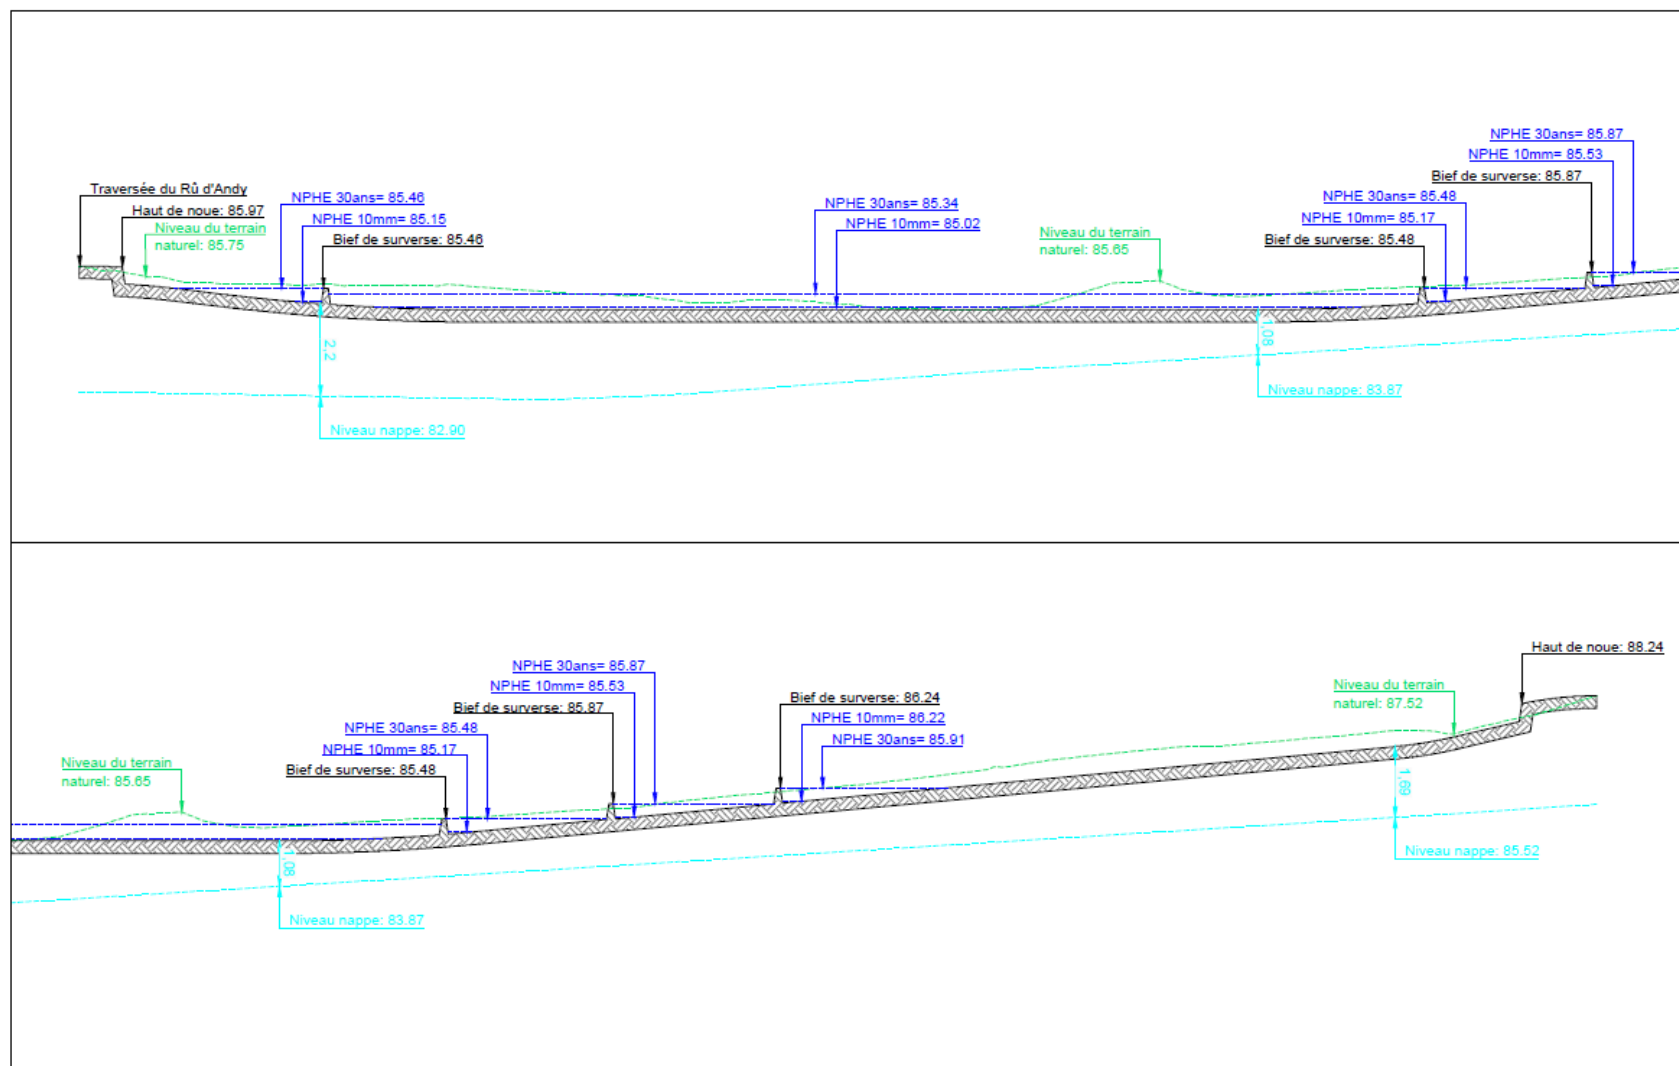 NPHE 30ans= 85.87
NPHE 10mm= 85.53
Bief de surverse: 85.87
Traversée du Rû d'Andy
NPHE 30ans= 85.46
NPHE 30ans= 85.34
NPHE 30ans= 85.48
Haut de noue: 85.97
NPHE 10mm= 85.15
NPHE 10mm= 85.02
NPHE 10mm= 85.17
Niveau du terrain
naturel: 85.75
Bief de surverse: 85.46
Niveau du terrain
naturel: 85.65
Bief de surverse: 85.48
2,2
1,08
Niveau nappe: 83.87
Niveau nappe: 82.90
Haut de noue: 88.24
NPHE 30ans= 85.87
NPHE 10mm= 85.53
Bief de surverse: 85.87
Bief de surverse: 86.24
NPHE 10mm= 86.22
NPHE 30ans= 85.91
Niveau du terrain
naturel: 87.52
NPHE 30ans= 85.48
NPHE 10mm= 85.17
Bief de surverse: 85.48
Niveau du terrain
naturel: 85.65
1,69
1,08
Niveau nappe: 85.52
Niveau nappe: 83.87